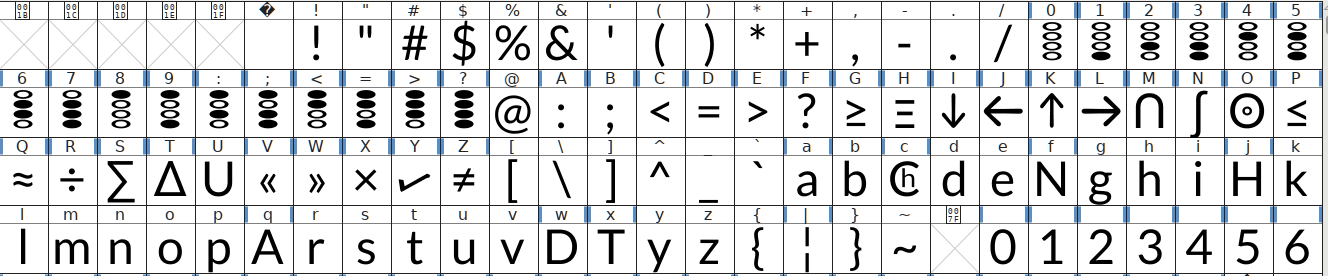 001B 001C 001D 001E 001F � ! " # $ % & ' ( ) * + , - . / 0 1 2 3 4 5
! " # $ % & ' ( ) * + , - . /
6 7 8 9 : ; < = > ? @ A B C D E F G H I J K L M N O P
@ : ; < = > ? ≥ Ξ ↓ ← ↑ → ∩ ∫ ⊙ ≤
Q R S T U V W X Y Z [ \ ] ^ _ ` a b c d e f g h i j k
≈ ÷ ∑ ∆ U « » × ✓ ≠ [ \ ] ^ _ ` a b d e N g h i H k
l m n o p q r s t u v w x y z { | } ~ 007F
l m n o p A r s t u v D T y z { ¦ } ~ 0 1 2 3 4 5 6